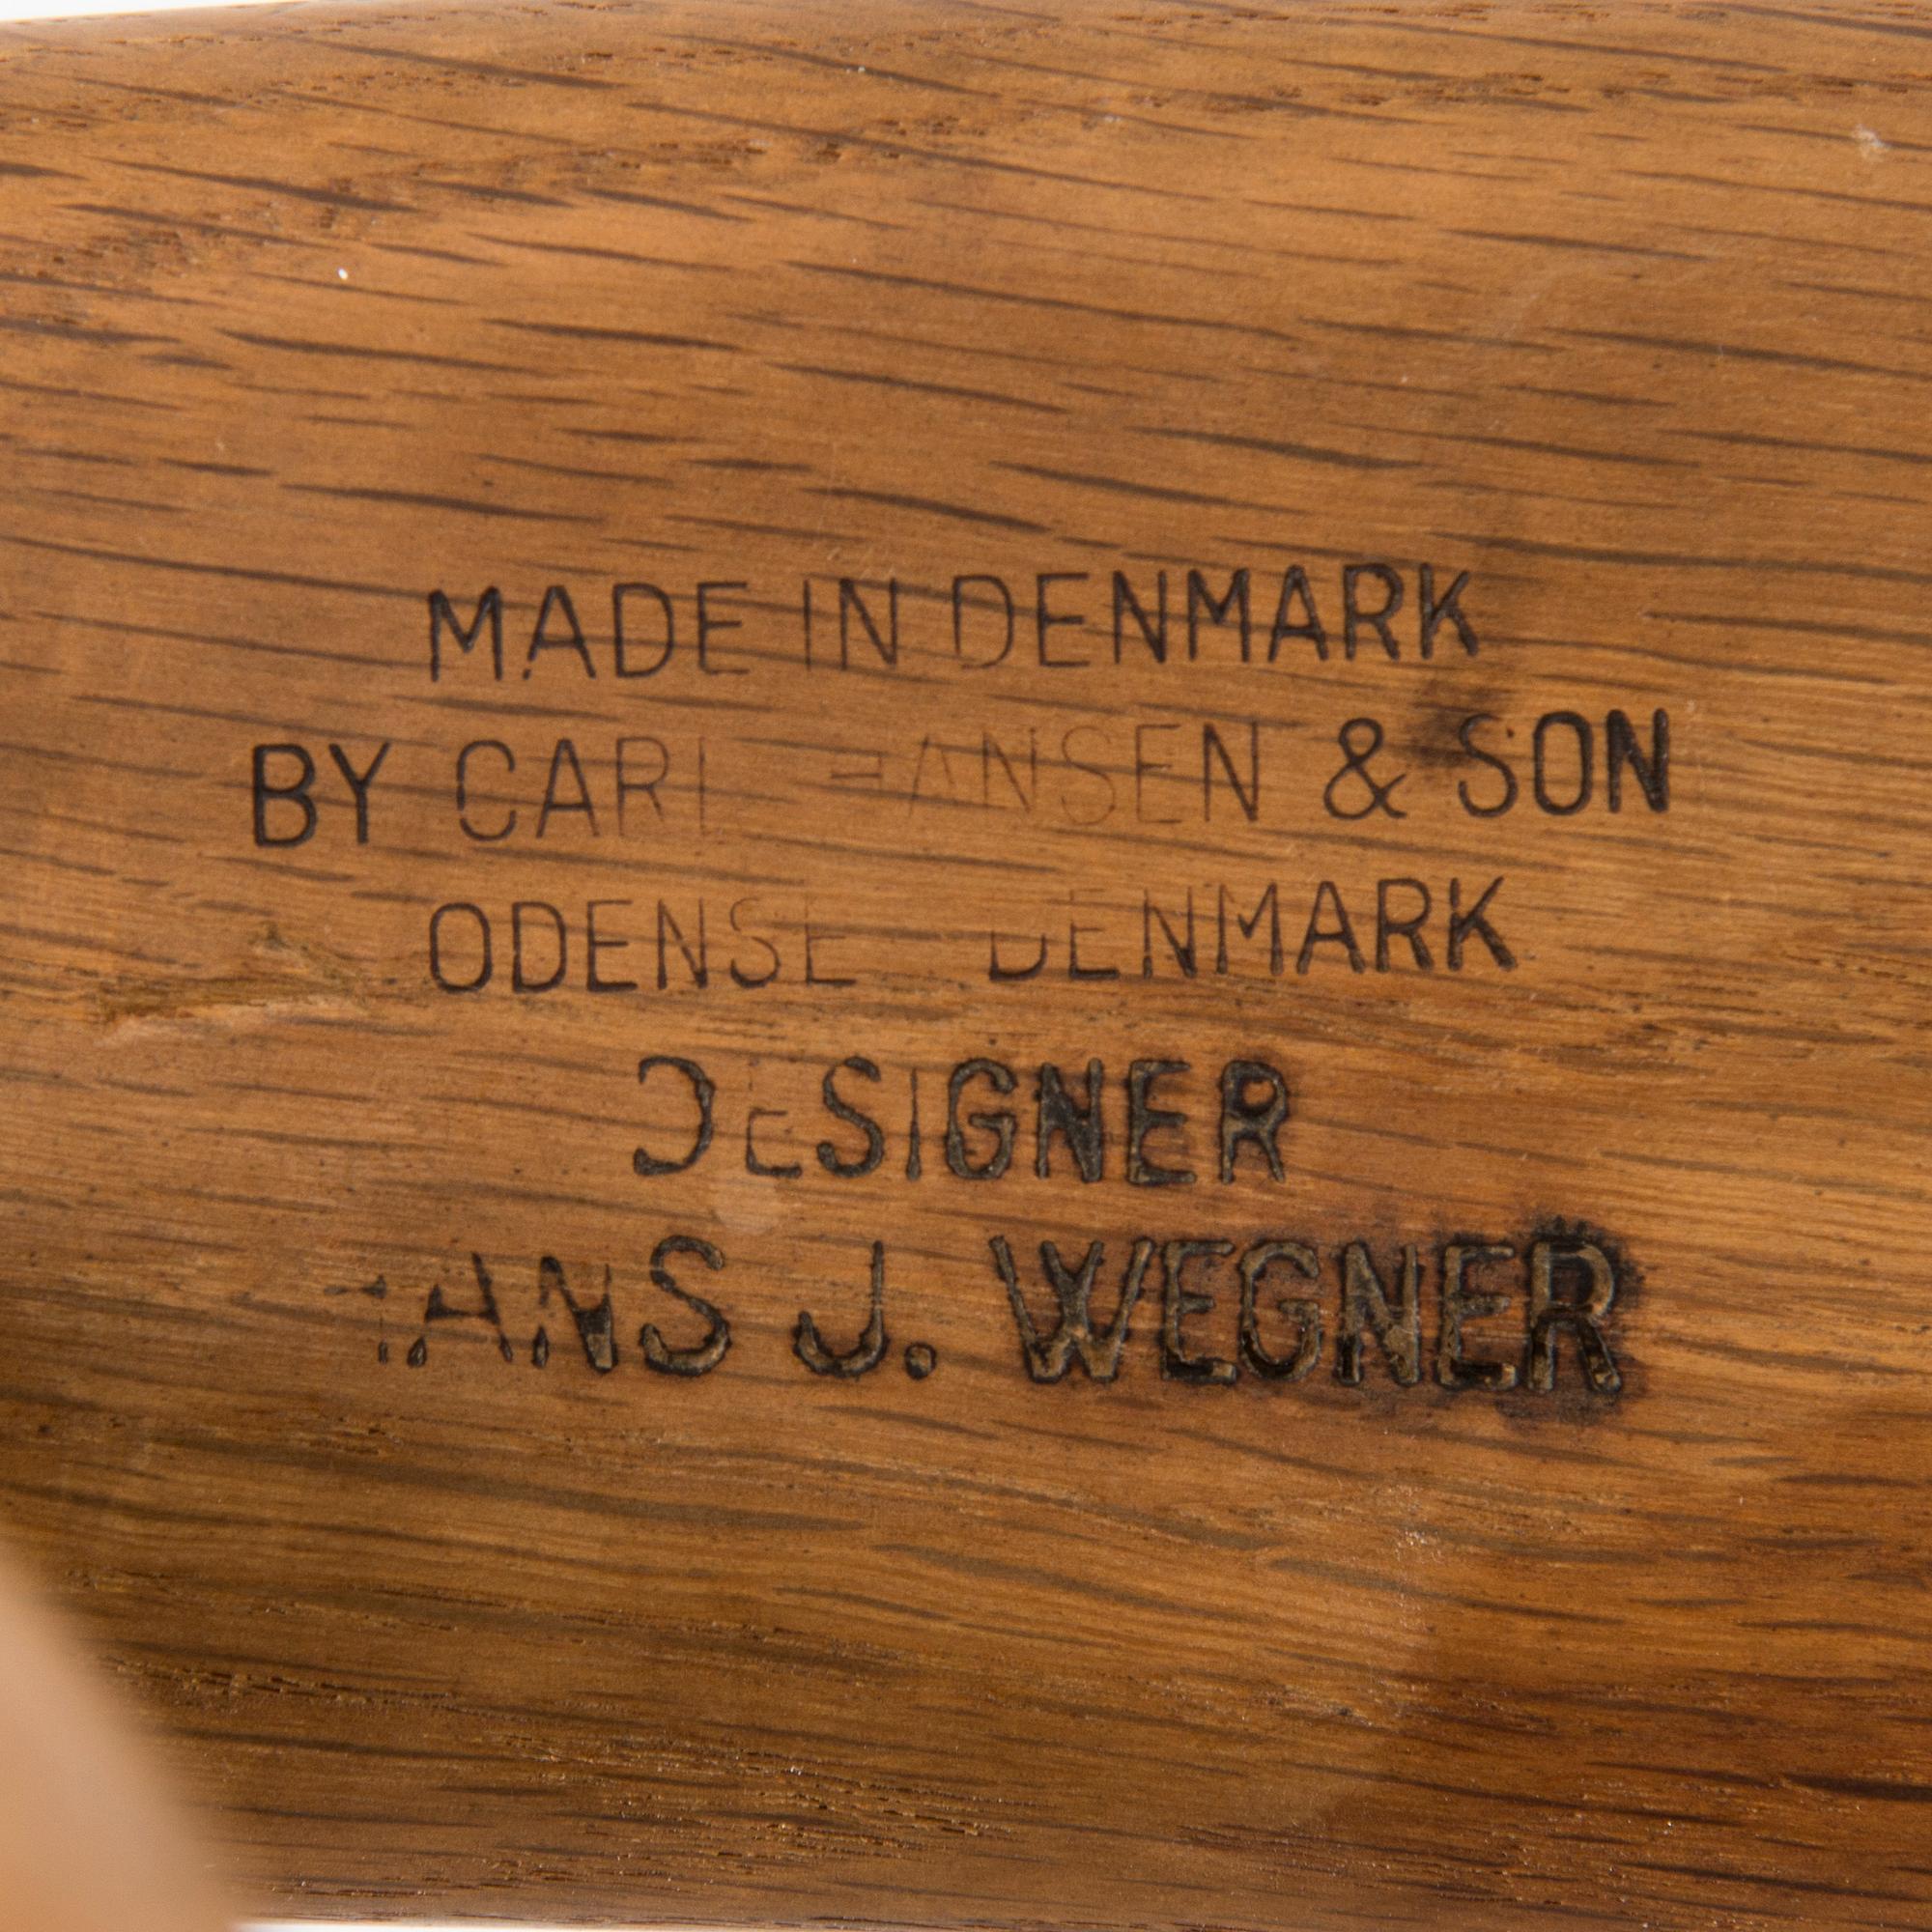 MADE IN DENMARK
BY CARL HANSEN & SON
ODENSE DENMARK
DESIGNER
HANS J. WEGNER